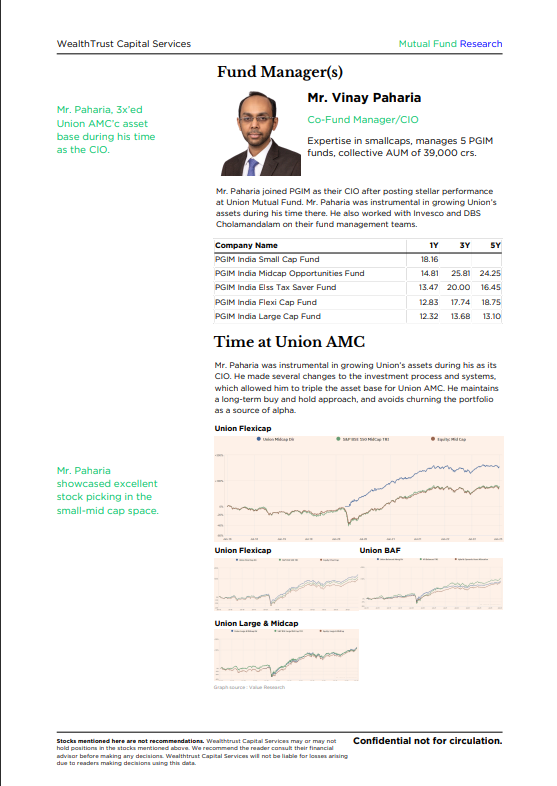 WealthTrust Capital Services
Mutual Fund Research
Fund Manager(s)
Mr. Paharia, 3x'ed
Union AMC'c asset
base during his time
as the CIO.
Mr. Vinay Paharia
Co-Fund Manager/CIO
Expertise in smallcaps, manages 5 PGIM
funds, collective AUM of 39,000 crs.
Mr. Paharia joined PGIM as their CIO after posting stellar performance
at Union Mutual Fund. Mr. Paharia was instrumental in growing Union's
assets during his time there. He also worked with Invesco and DBS
Cholamandalam on their fund management teams.
Company Name 1Y 3Y 5Y
PGIM India Small Cap Fund 18.16
PGIM India Midcap Opportunities Fund 14.81 25.81 24.25
PGIM India Elss Tax Saver Fund 13.47 20.00 16.45
PGIM India Flexi Cap Fund 12.83 17.74 18.75
PGIM India Large Cap Fund 12.32 13.68 13.10
Time at Union AMC
Mr. Paharia was instrumental in growing Union's assets during his as its
CIO. He made several changes to the investment process and systems,
which allowed him to triple the asset base for Union AMC. He maintains
a long-term buy and hold approach, and avoids churning the portfolio
as a source of alpha.
Mr. Paharia
showcased excellent
stock picking in the
small-mid cap space.
Union Flexicap
Union Midcap DG
S&P BSE 150 MidCap TRI
Equity: Mid Cap
Union Flexicap
Union BAF
Union Large & Midcap
Graph source : Value Research
Stocks mentioned here are not recommendations. Wealthtrust Capital Services may or may not
hold positions in the stocks mentioned above. We recommend the reader consult their financial
advisor before making any decisions. Wealthtrust Capital Services will not be liable for losses arising
due to readers making decisions using this data.
Confidential not for circulation.